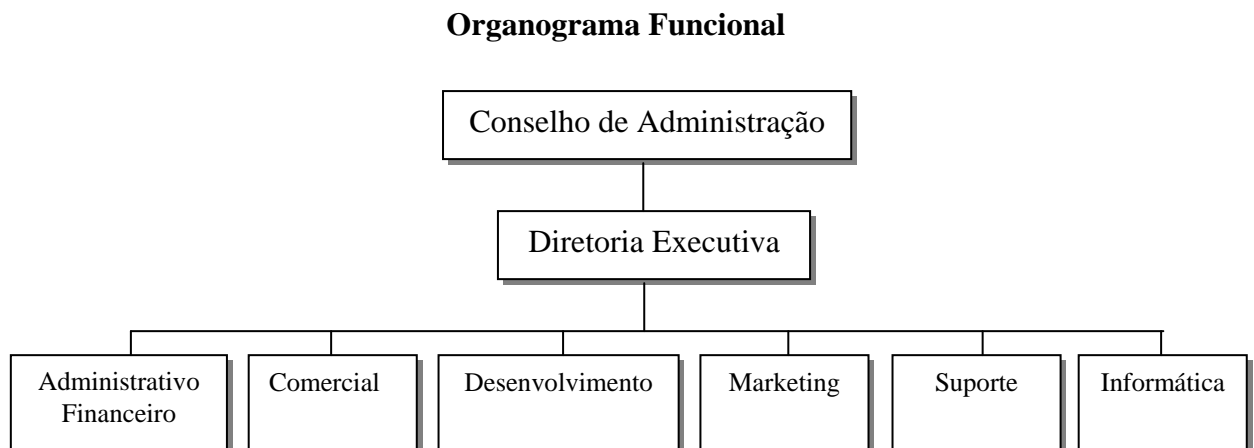 Organograma Funcional
Conselho de Administração
Diretoria Executiva
Administrativo
Financeiro
Comercial
Desenvolvimento
Marketing
Suporte
Informática